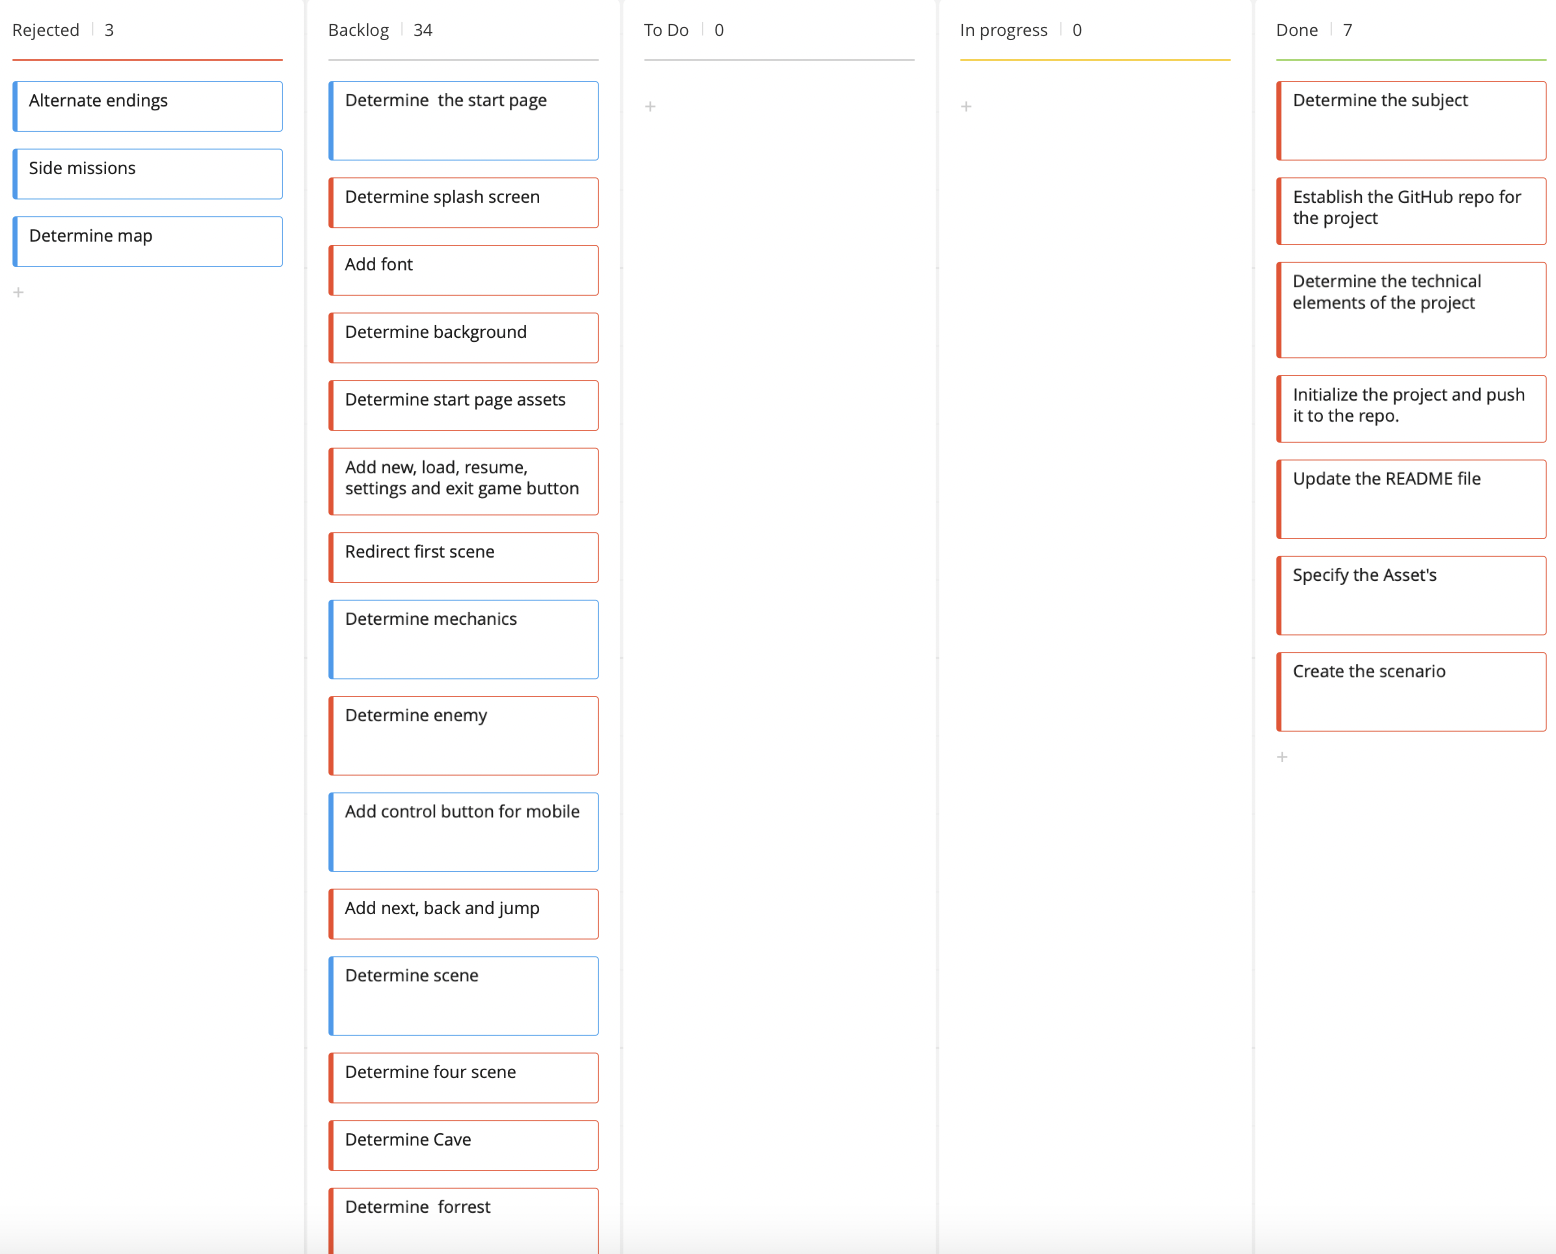 Rejected 3
Alternate endings
Side missions
Determine map
+
Backlog 34
Determine  the start page
Determine splash screen
Add font
Determine background
Determine start page assets
Add new, load, resume,
settings and exit game button
Redirect first scene
Determine mechanics
Determine enemy
Add control button for mobile
Add next, back and jump
Determine scene
Determine four scene
Determine Cave
Determine  forrest
To Do 0
+
In progress 0
+
Done 7
Determine the subject
Establish the GitHub repo for
the project
Determine the technical
elements of the project
Initialize the project and push
it to the repo.
Update the README file
Specify the Asset's
Create the scenario
+